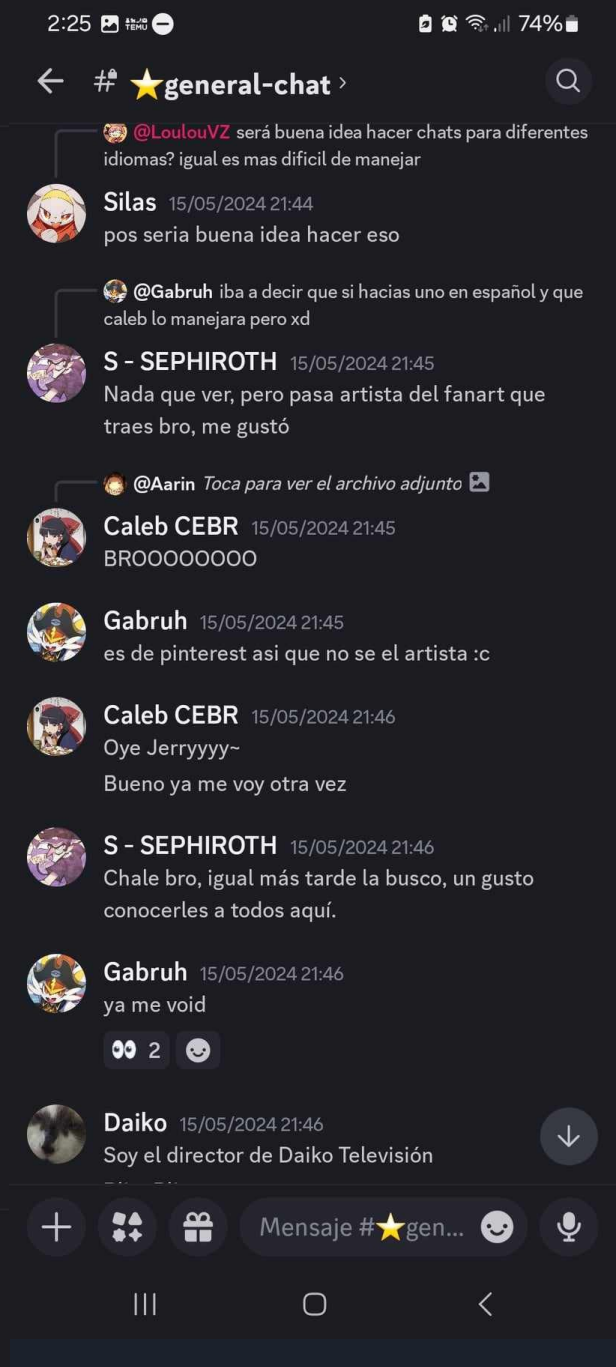 2:25 TEMU 74%
# ⭐general-chat ›
@LoulouVZ será buena idea hacer chats para diferentes
idiomas? igual es mas dificil de manejar
Silas 15/05/2024 21:44
pos seria buena idea hacer eso
@Gabruh iba a decir que si hacias uno en español y que
caleb lo manejara pero xd
S - SEPHIROTH 15/05/2024 21:45
Nada que ver, pero pasa artista del fanart que
traes bro, me gustó
@Aarin Toca para ver el archivo adjunto
Caleb CEBR 15/05/2024 21:45
BROOOOOOOO
Gabruh 15/05/2024 21:45
es de pinterest asi que no se el artista :c
Caleb CEBR 15/05/2024 21:46
Oye Jerryyyy~
Bueno ya me voy otra vez
S - SEPHIROTH 15/05/2024 21:46
Chale bro, igual más tarde la busco, un gusto
conocerles a todos aquí.
Gabruh 15/05/2024 21:46
ya me void
👀 2
Daiko 15/05/2024 21:46
Soy el director de Daiko Televisión
Mensaje #⭐gen...